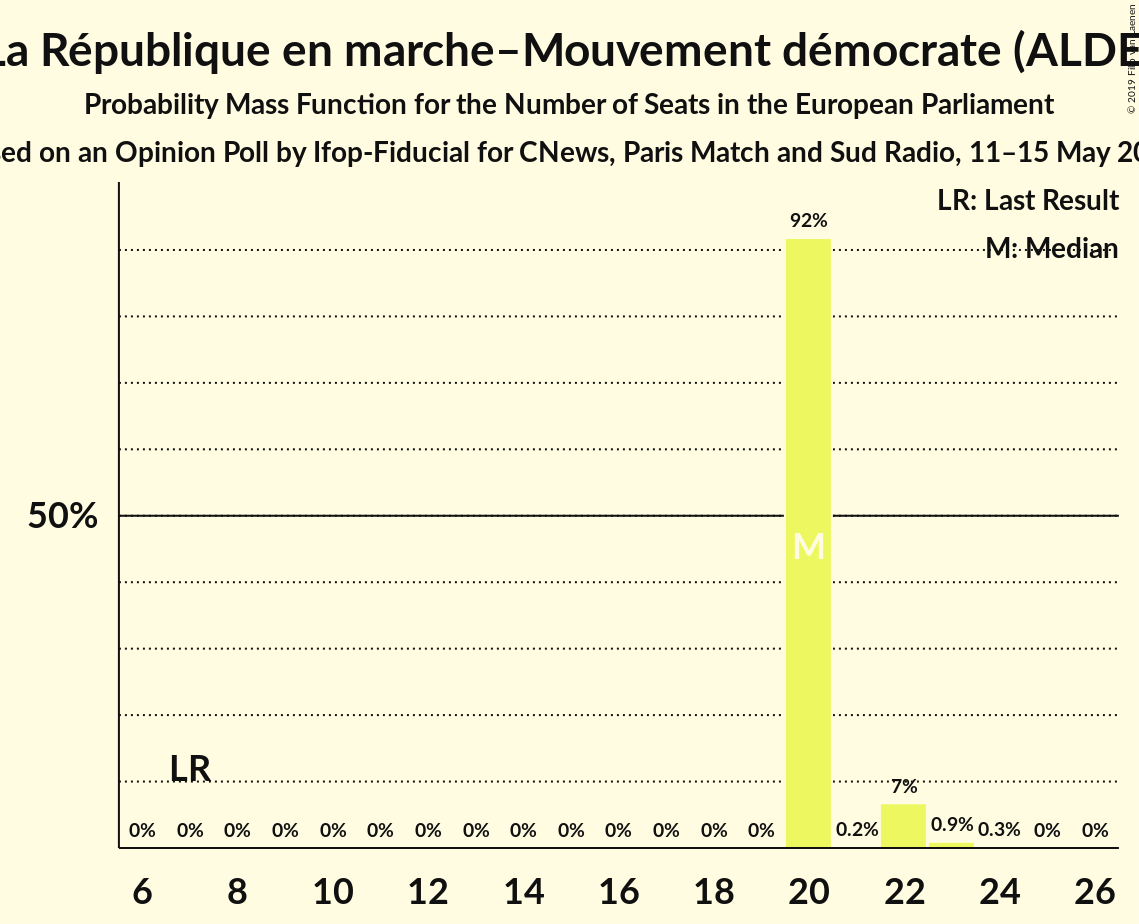 La République en marche–Mouvement démocrate (ALDE
Probability Mass Function for the Number of Seats in the European Parliament
on an Opinion Poll by Ifop-Fiducial for CNews, Paris Match and Sud Radio, 11–15 May
© 2019
LR: Last Result
M: Median
92%
50%
M
LR
7%
0% 0% 0% 0% 0% 0% 0% 0% 0% 0% 0% 0% 0% 0% 0.2% 0.9% 0.3% 0% 0%
6 8 10 12 14 16 18 20 22 24 26